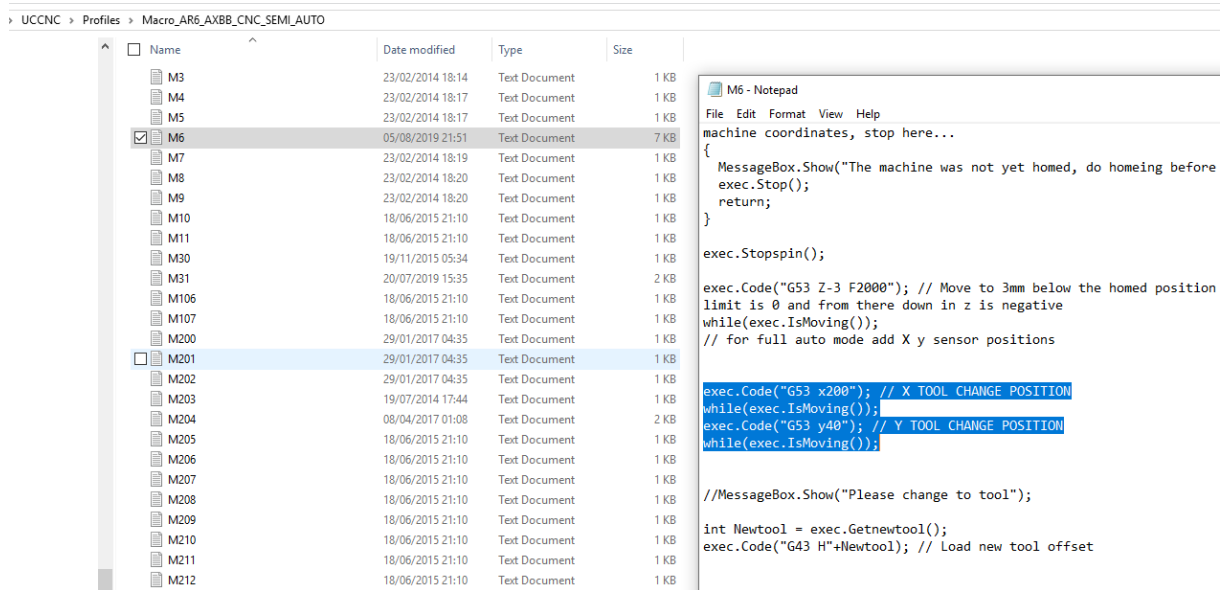 UCCNC > Profiles > Macro_AR6_AXBB_CNC_SEMI_AUTO
Name Date modified Type Size
M3 23/02/2014 18:14 Text Document 1 KB
M4 23/02/2014 18:17 Text Document 1 KB
M5 23/02/2014 18:17 Text Document 1 KB
M6 05/08/2019 21:51 Text Document 7 KB
M7 23/02/2014 18:19 Text Document 1 KB
M8 23/02/2014 18:20 Text Document 1 KB
M9 23/02/2014 18:20 Text Document 1 KB
M10 18/06/2015 21:10 Text Document 1 KB
M11 18/06/2015 21:10 Text Document 1 KB
M30 19/11/2015 05:34 Text Document 1 KB
M31 20/07/2019 15:35 Text Document 2 KB
M106 18/06/2015 21:10 Text Document 1 KB
M107 18/06/2015 21:10 Text Document 1 KB
M200 29/01/2017 04:35 Text Document 1 KB
M201 29/01/2017 04:35 Text Document 1 KB
M202 29/01/2017 04:35 Text Document 1 KB
M203 19/07/2014 17:44 Text Document 1 KB
M204 08/04/2017 01:08 Text Document 2 KB
M205 18/06/2015 21:10 Text Document 1 KB
M206 18/06/2015 21:10 Text Document 1 KB
M207 18/06/2015 21:10 Text Document 1 KB
M208 18/06/2015 21:10 Text Document 1 KB
M209 18/06/2015 21:10 Text Document 1 KB
M210 18/06/2015 21:10 Text Document 1 KB
M211 18/06/2015 21:10 Text Document 1 KB
M212 18/06/2015 21:10 Text Document 1 KB
M6 - Notepad
File Edit Format View Help
machine coordinates, stop here...
{
MessageBox.Show("The machine was not yet homed, do homeing before
exec.Stop();
return;
}
exec.Stopspin();
exec.Code("G53 Z-3 F2000"); // Move to 3mm below the homed position
limit is 0 and from there down in z is negative
while(exec.IsMoving());
// for full auto mode add X y sensor positions
exec.Code("G53 x200"); // X TOOL CHANGE POSITION
while(exec.IsMoving());
exec.Code("G53 y40"); // Y TOOL CHANGE POSITION
while(exec.IsMoving());
//MessageBox.Show("Please change to tool");
int Newtool = exec.Getnewtool();
exec.Code("G43 H"+Newtool); // Load new tool offset